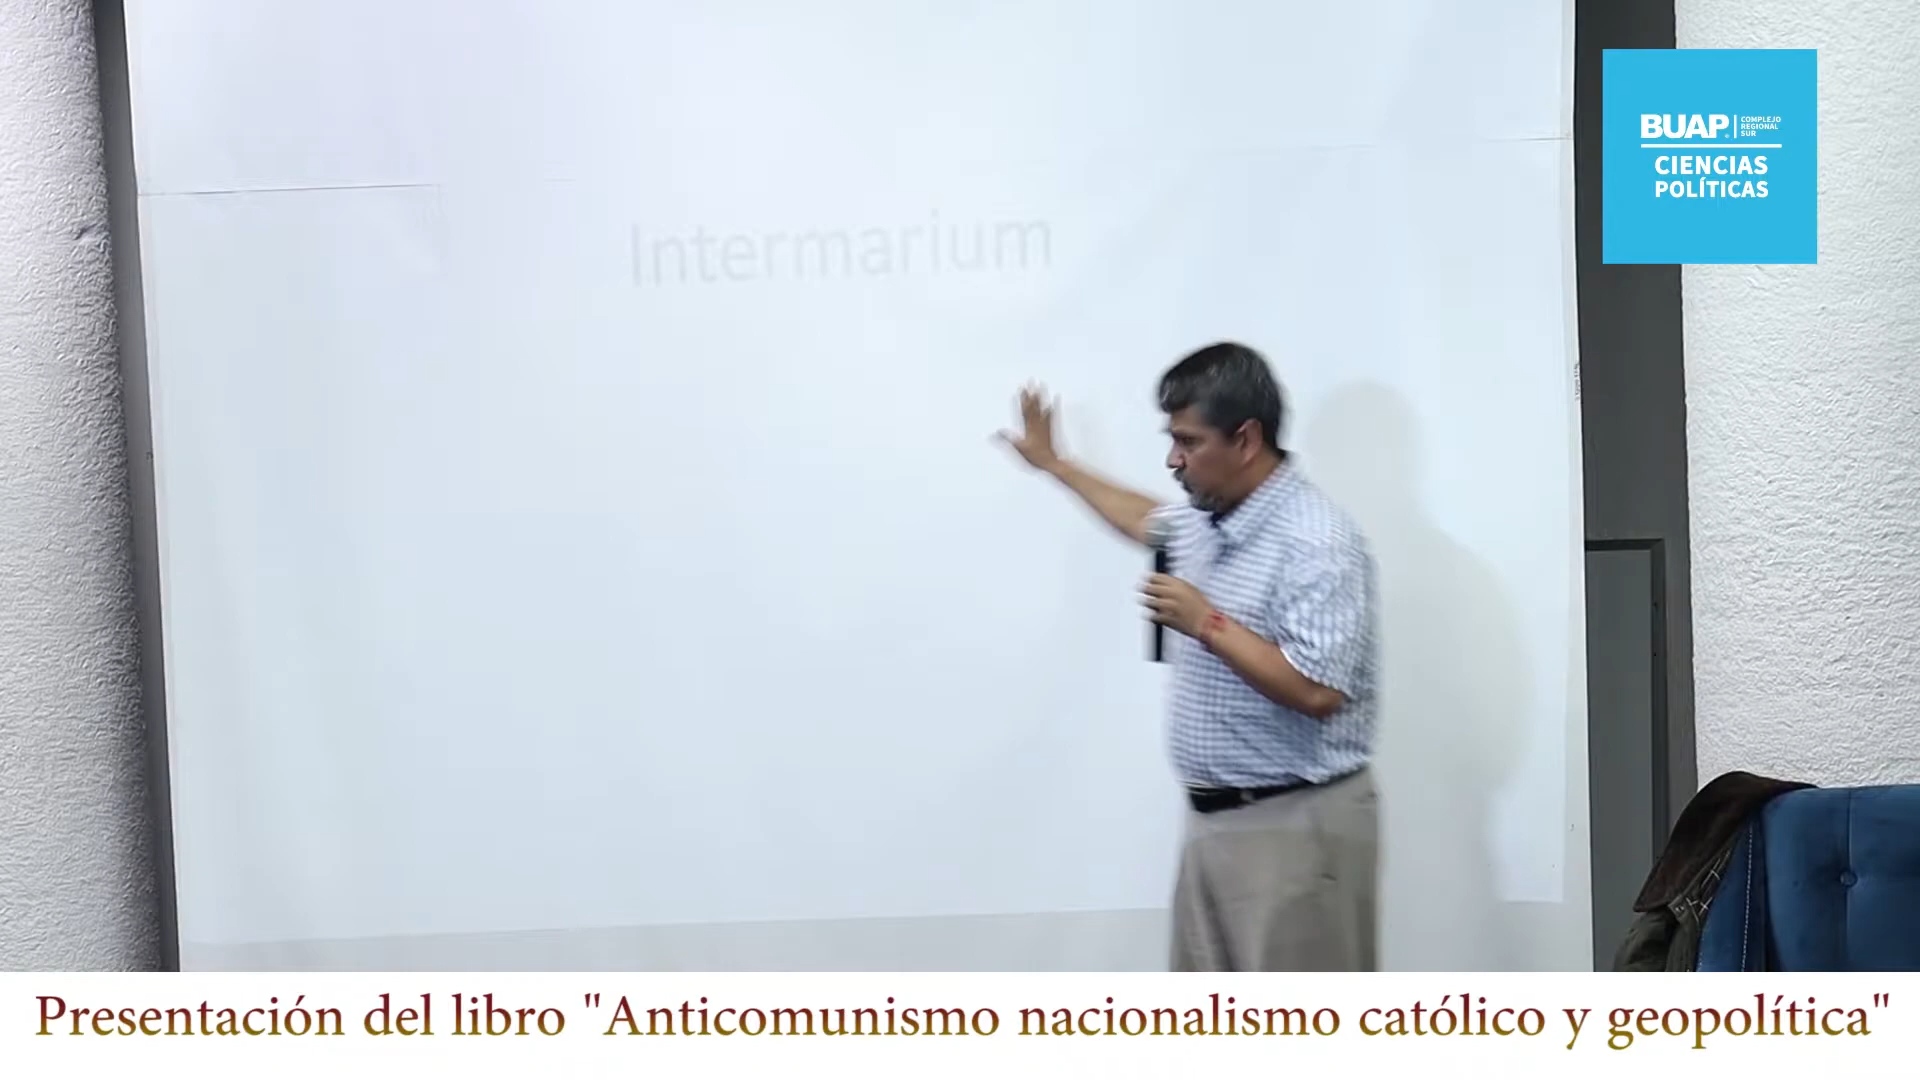 Intermarium
BUAP
COMPLEJO
REGIONAL
SUR
CIENCIAS
POLÍTICAS
Presentación del libro "Anticomunismo nacionalismo católico y geopolítica"